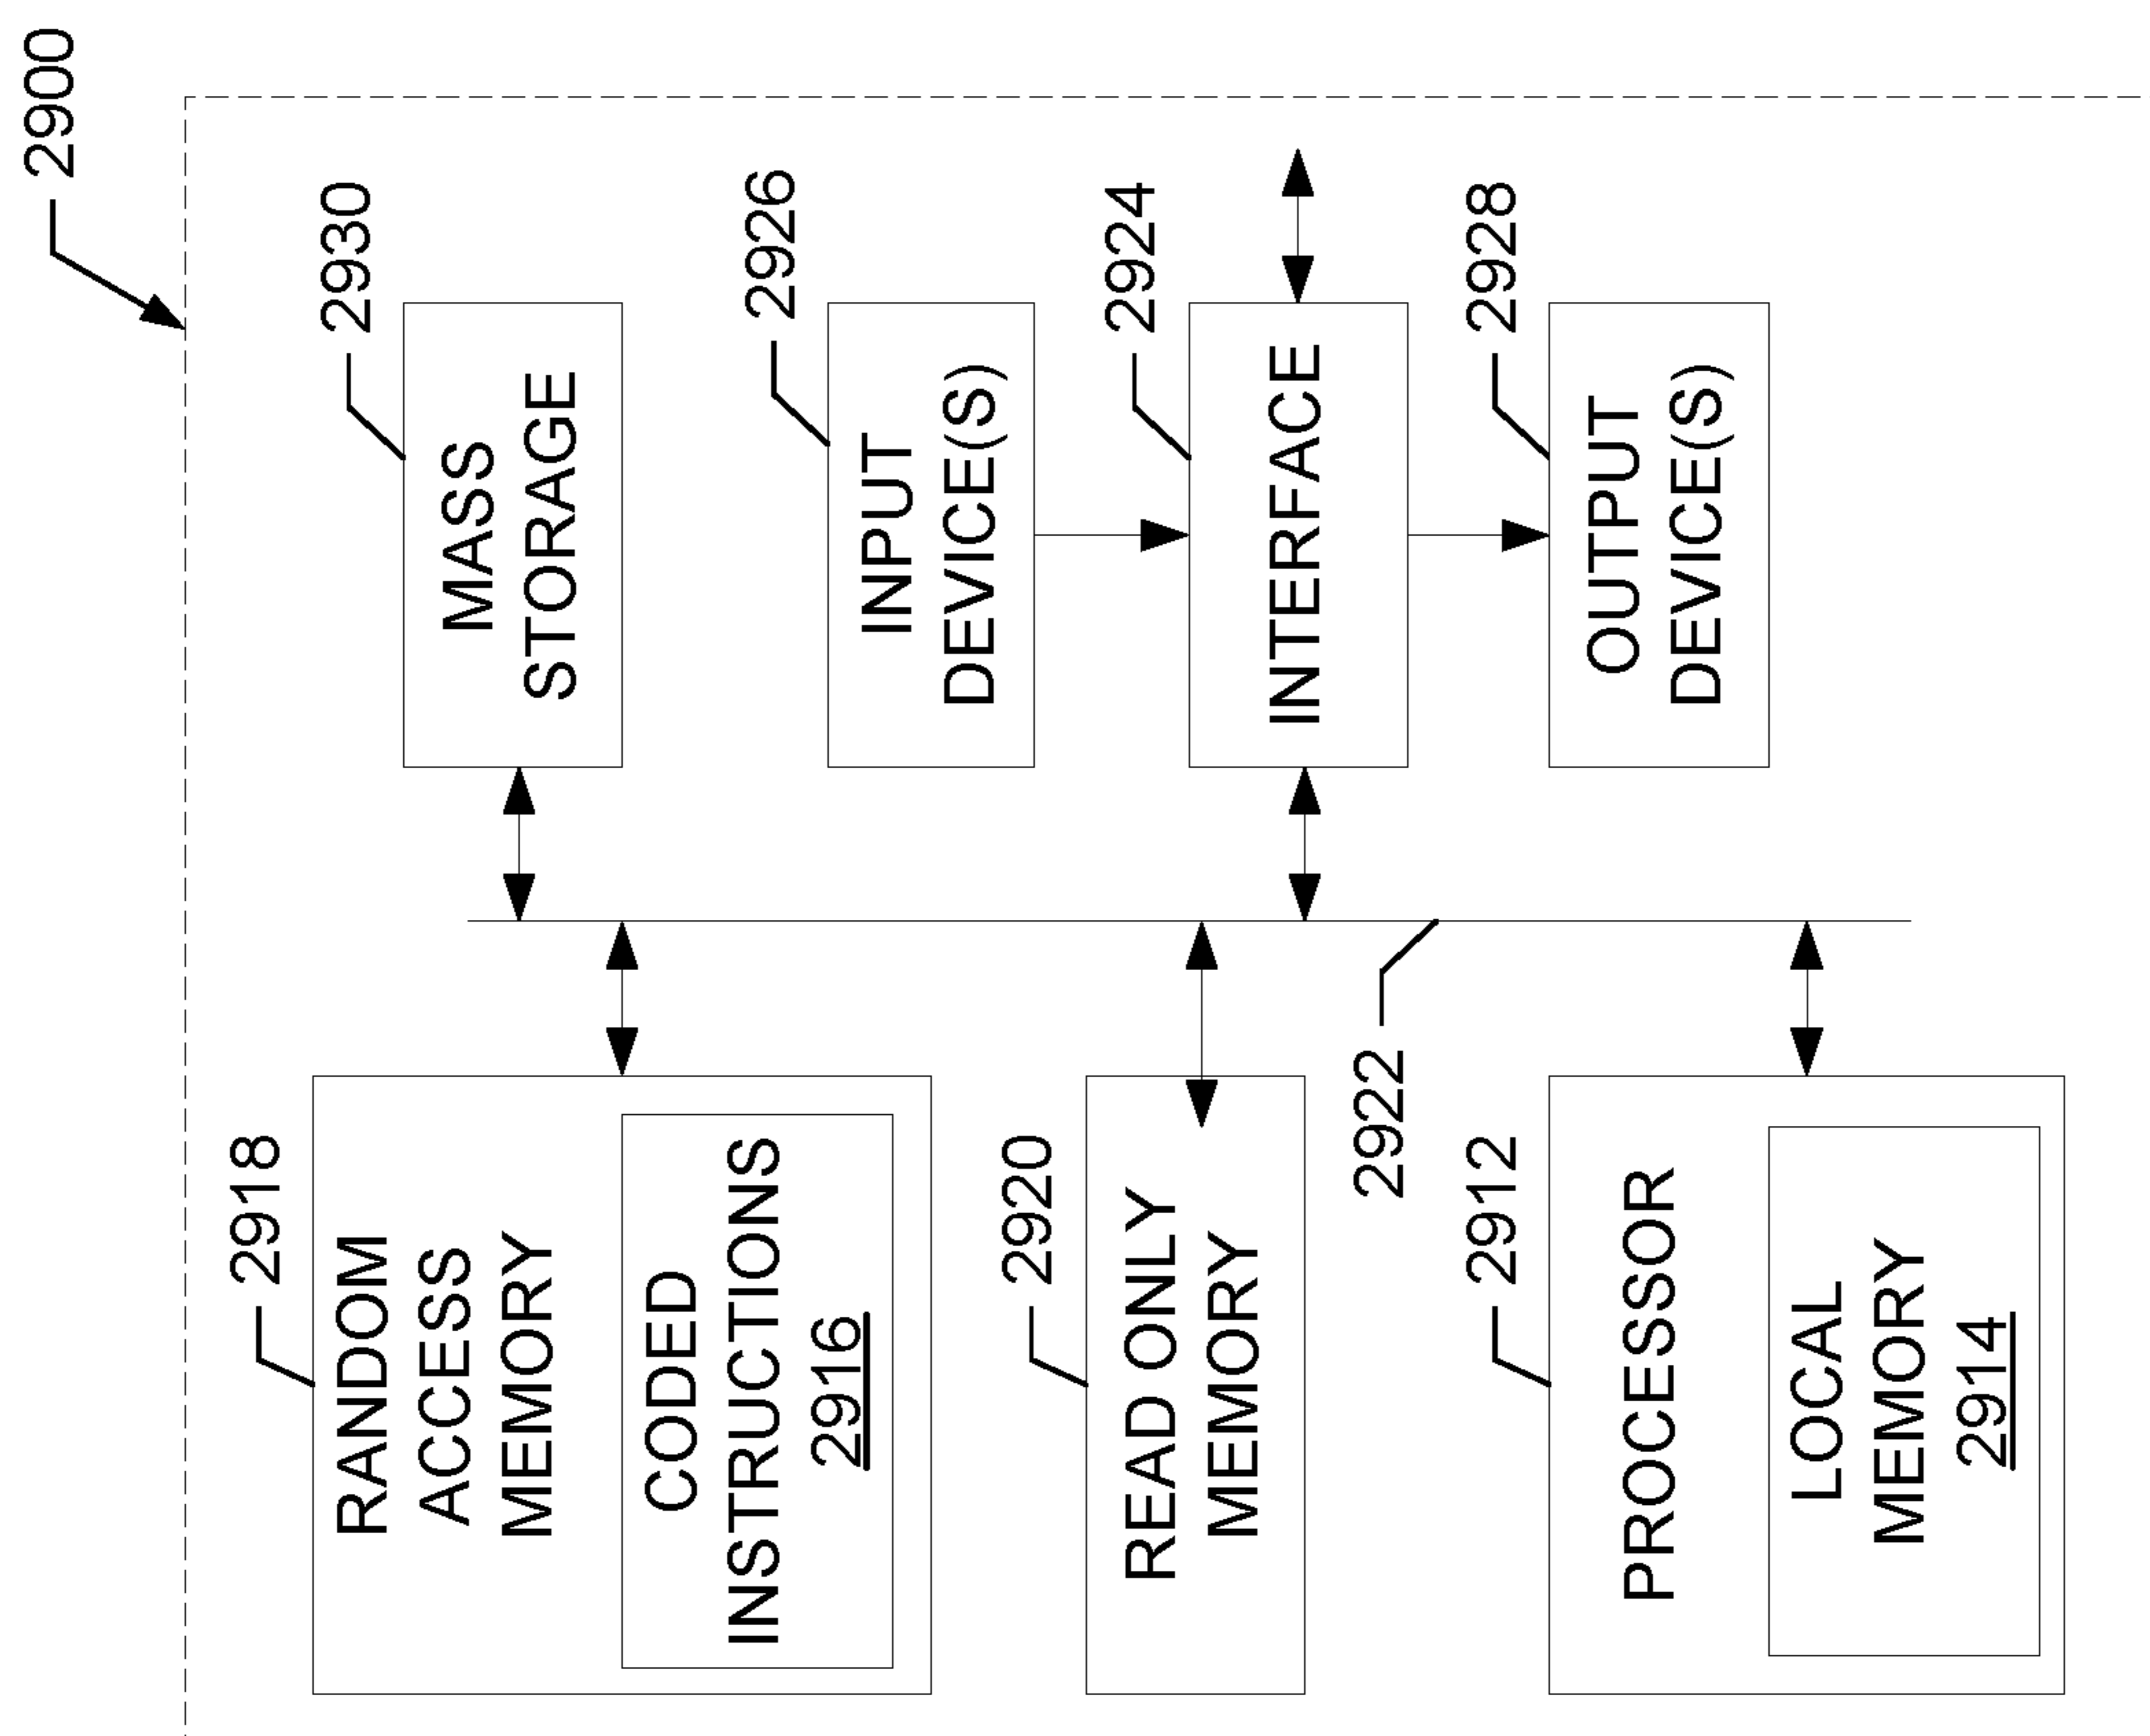 2900
2918
RANDOM
ACCESS
MEMORY
CODED
INSTRUCTIONS
2916
2920
READ ONLY
MEMORY
2922
2912
PROCESSOR
LOCAL
MEMORY
2914
2930
MASS
STORAGE
2926
INPUT
DEVICE(S)
2924
INTERFACE
2928
OUTPUT
DEVICE(S)